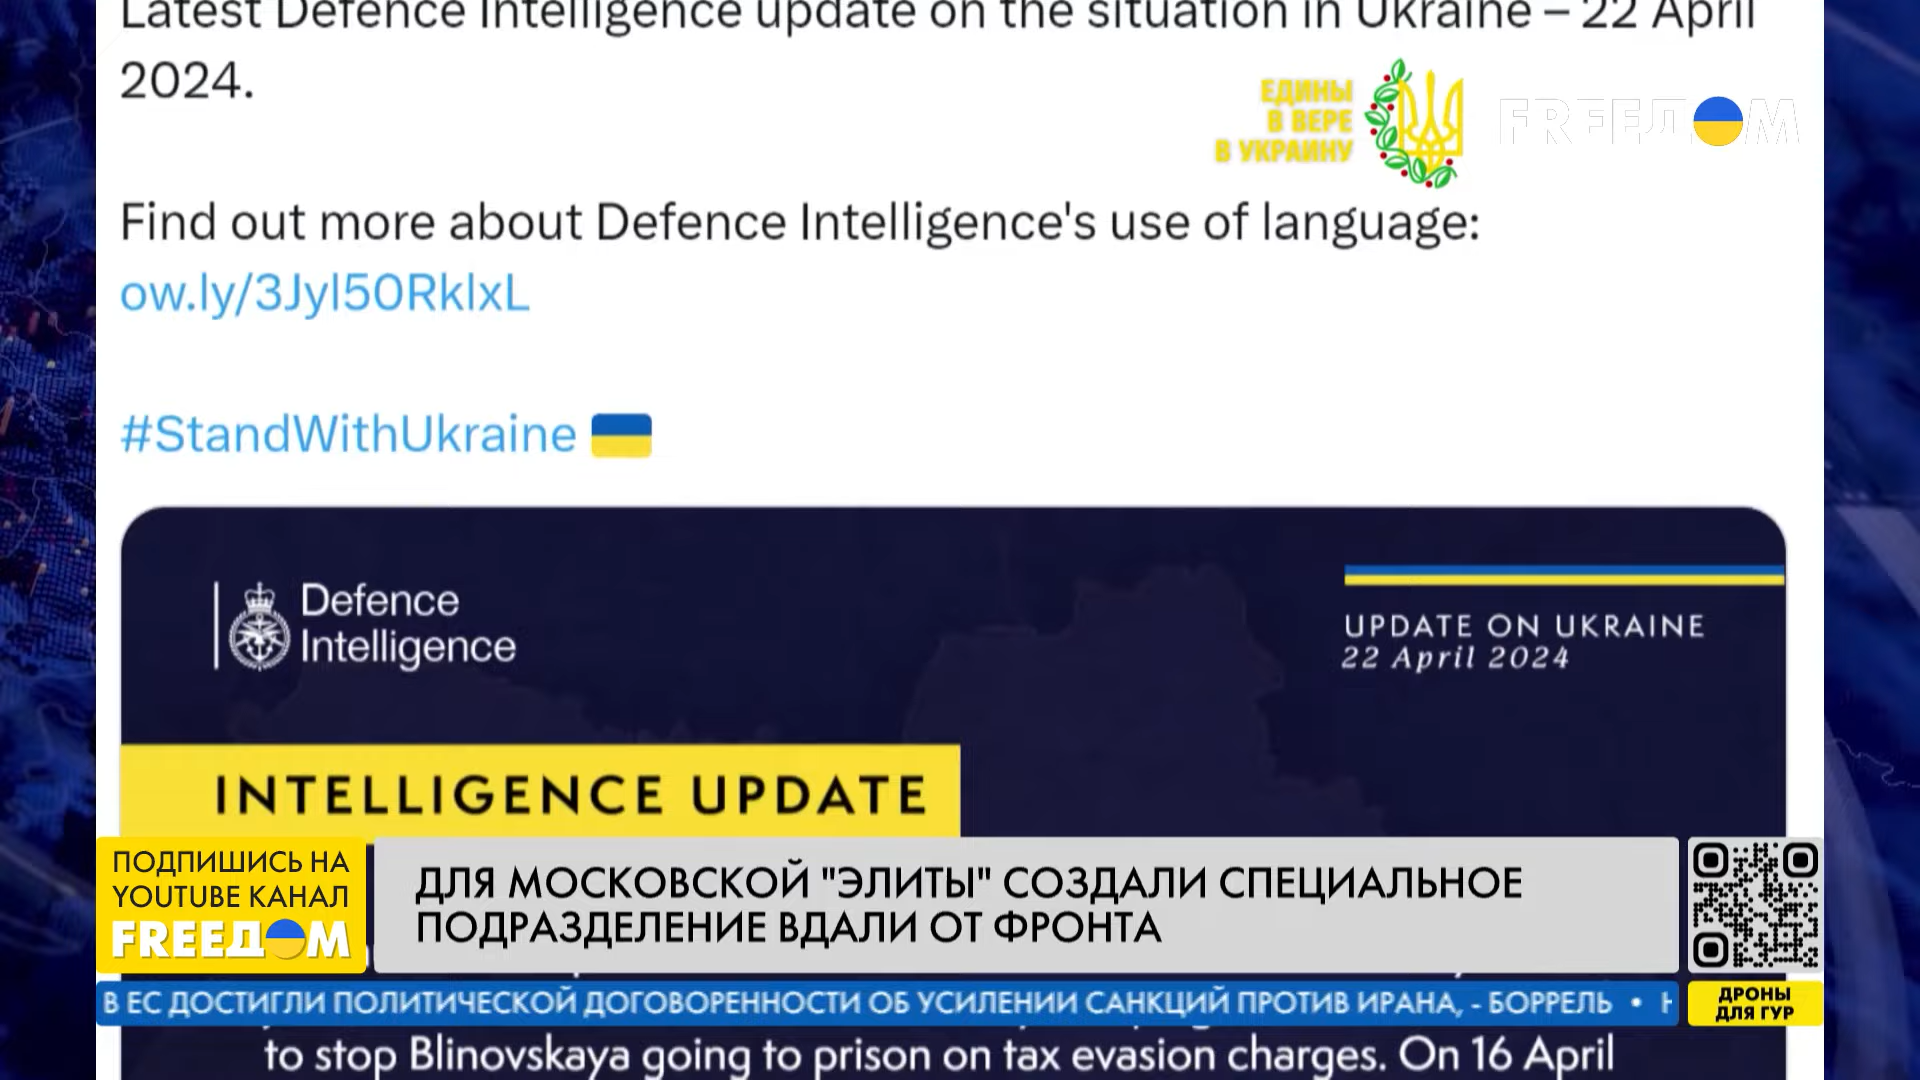 Latest Defence Intelligence update on the situation in Ukraine – 22 April
2024.
ЕДИНЫ
В ВЕРЕ
В УКРАИНУ
FREEДОМ
Find out more about Defence Intelligence's use of language:
ow.ly/3Jyl50RklxL
#StandWithUkraine
Defence
Intelligence
UPDATE ON UKRAINE
22 April 2024
INTELLIGENCE UPDATE
ПОДПИШИСЬ НА
YOUTUBE КАНАЛ
FREEДОМ
ДЛЯ МОСКОВСКОЙ "ЭЛИТЫ" СОЗДАЛИ СПЕЦИАЛЬНОЕ
ПОДРАЗДЕЛЕНИЕ ВДАЛИ ОТ ФРОНТА
В ЕС ДОСТИГЛИ ПОЛИТИЧЕСКОЙ ДОГОВОРЕННОСТИ ОБ УСИЛЕНИИ САНКЦИЙ ПРОТИВ ИРАНА, - БОРРЕЛЬ •
ДРОНЫ
ДЛЯ ГУР
to stop Blinovskaya going to prison on tax evasion charges. On 16 April